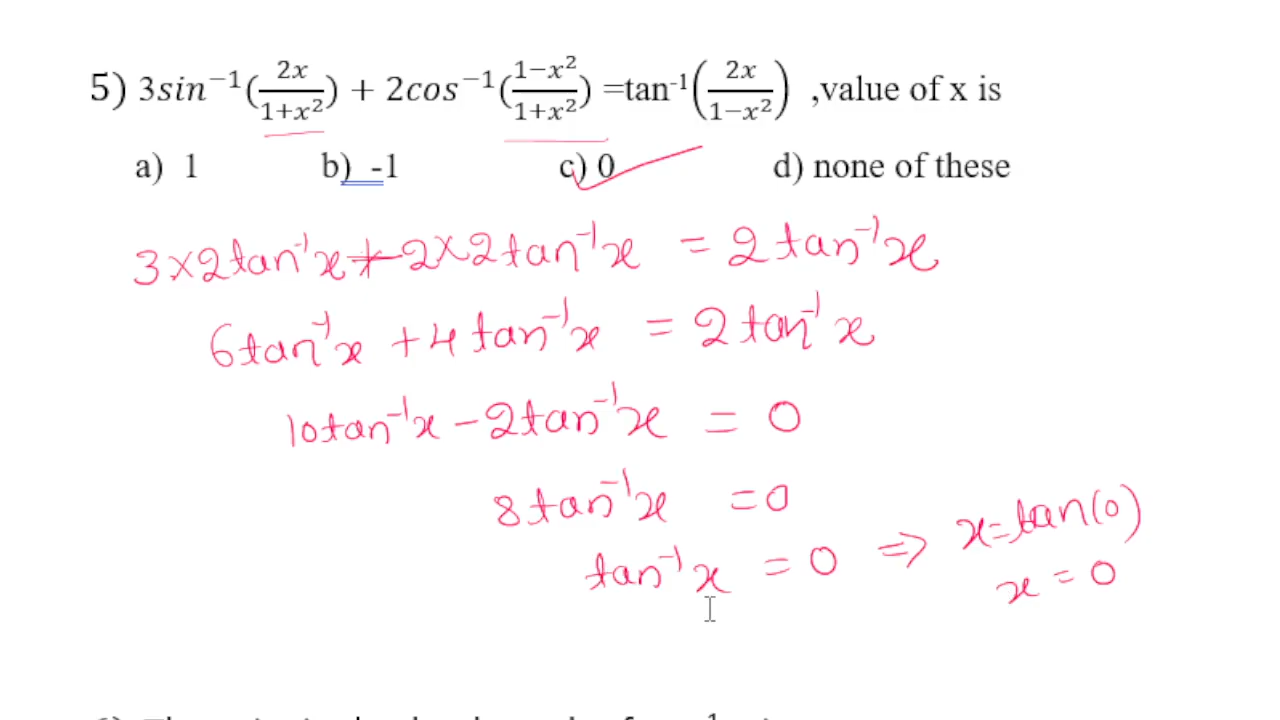 5) 3sin⁻¹(2x/1+x²) + 2cos⁻¹(1−x²/1+x²) =tan⁻¹(2x/1−x²) ,value of x is
a) 1 b) -1 c) 0 d) none of these
3×2tan⁻¹x + 2×2tan⁻¹x = 2tan⁻¹x
6tan⁻¹x + 4tan⁻¹x = 2tan⁻¹x
10tan⁻¹x − 2tan⁻¹x = 0
8tan⁻¹x = 0
tan⁻¹x = 0 ⇒ x=tan(0)
x = 0